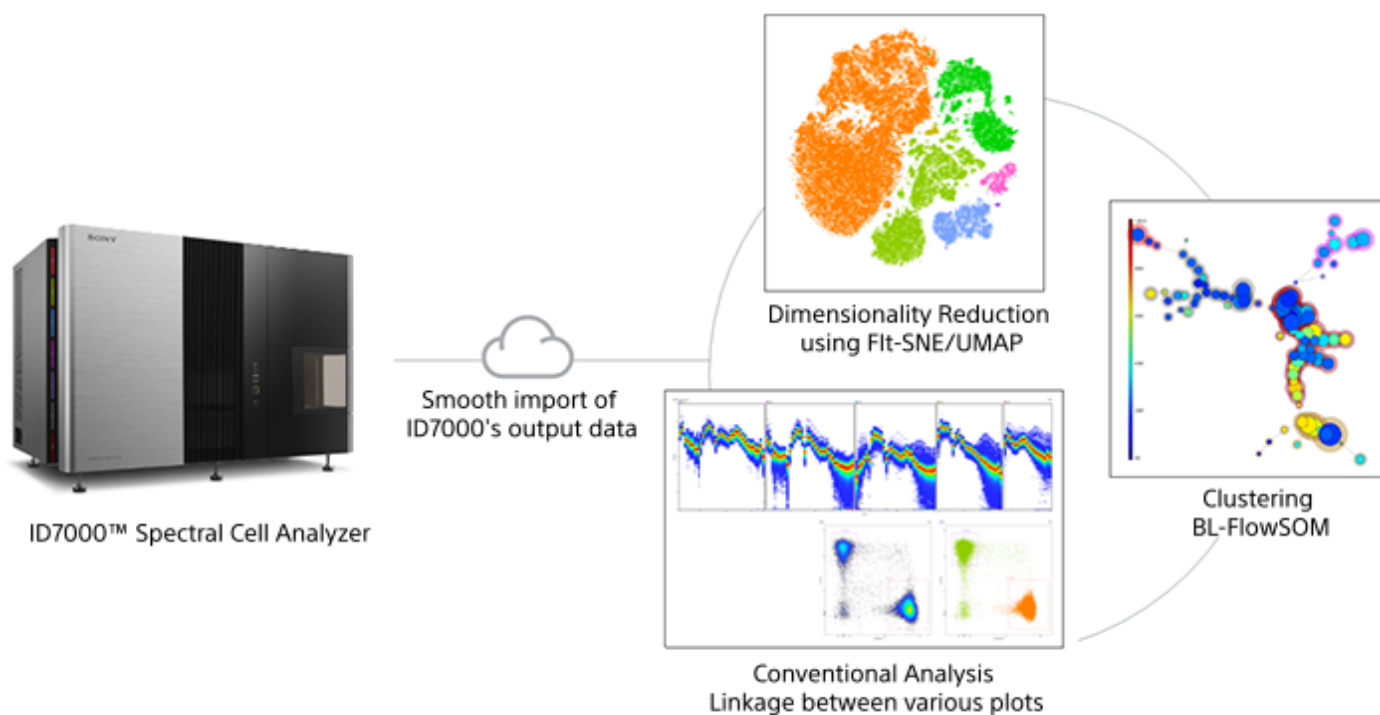 SONY
ID7000™ Spectral Cell Analyzer
Smooth import of
ID7000's output data
Dimensionality Reduction
using FIt-SNE/UMAP
Conventional Analysis
Linkage between various plots
Clustering
BL-FlowSOM